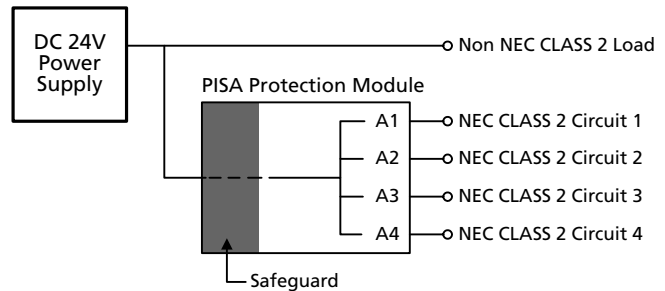 DC 24V
Power
Supply
Non NEC CLASS 2 Load
PISA Protection Module
A1
NEC CLASS 2 Circuit 1
A2
NEC CLASS 2 Circuit 2
A3
NEC CLASS 2 Circuit 3
A4
NEC CLASS 2 Circuit 4
Safeguard